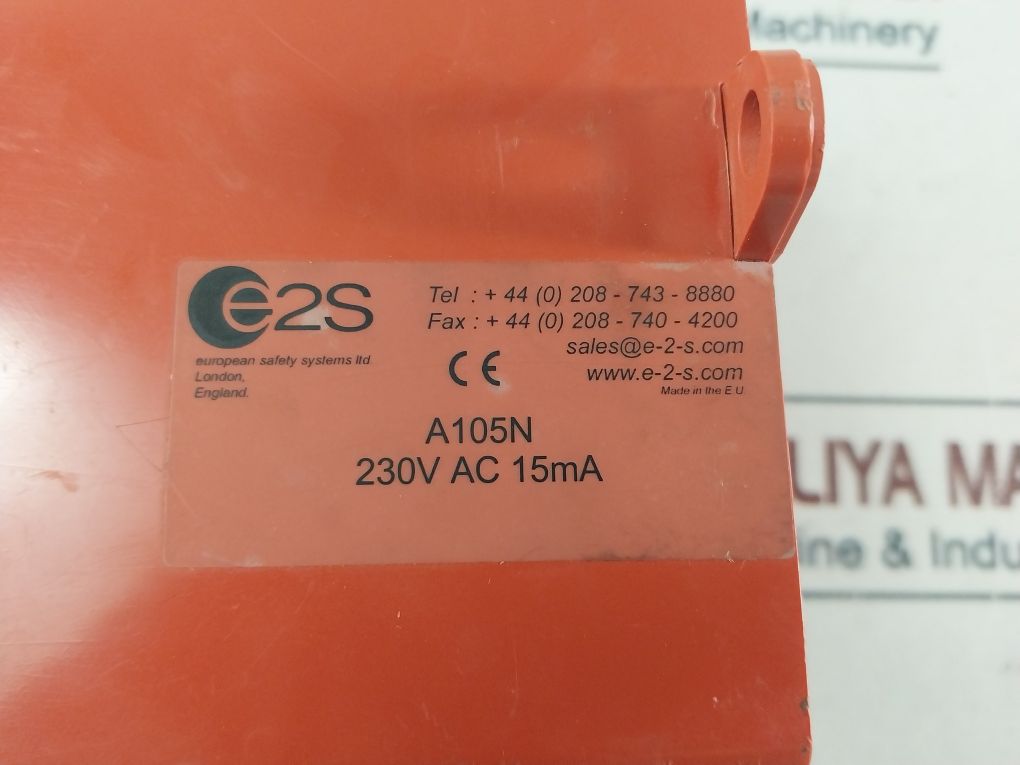 Machinery
e2S
european safety systems ltd
London,
England.
Tel : + 44 (0) 208 - 743 - 8880
Fax : + 44 (0) 208 - 740 - 4200
sales@e-2-s.com
www.e-2-s.com
Made in the E U
CE
A105N
230V AC 15mA
LIYA MA
ine & Indu